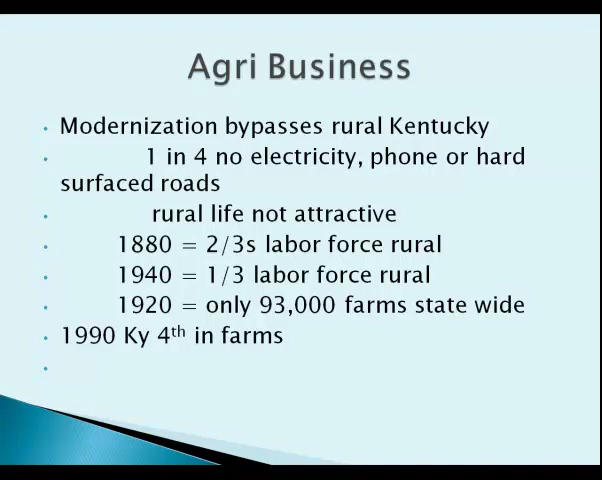 Agri Business
• Modernization bypasses rural Kentucky
• 1 in 4 no electricity, phone or hard
surfaced roads
• rural life not attractive
• 1880 = 2/3s labor force rural
• 1940 = 1/3 labor force rural
• 1920 = only 93,000 farms state wide
• 1990 Ky 4th in farms
•